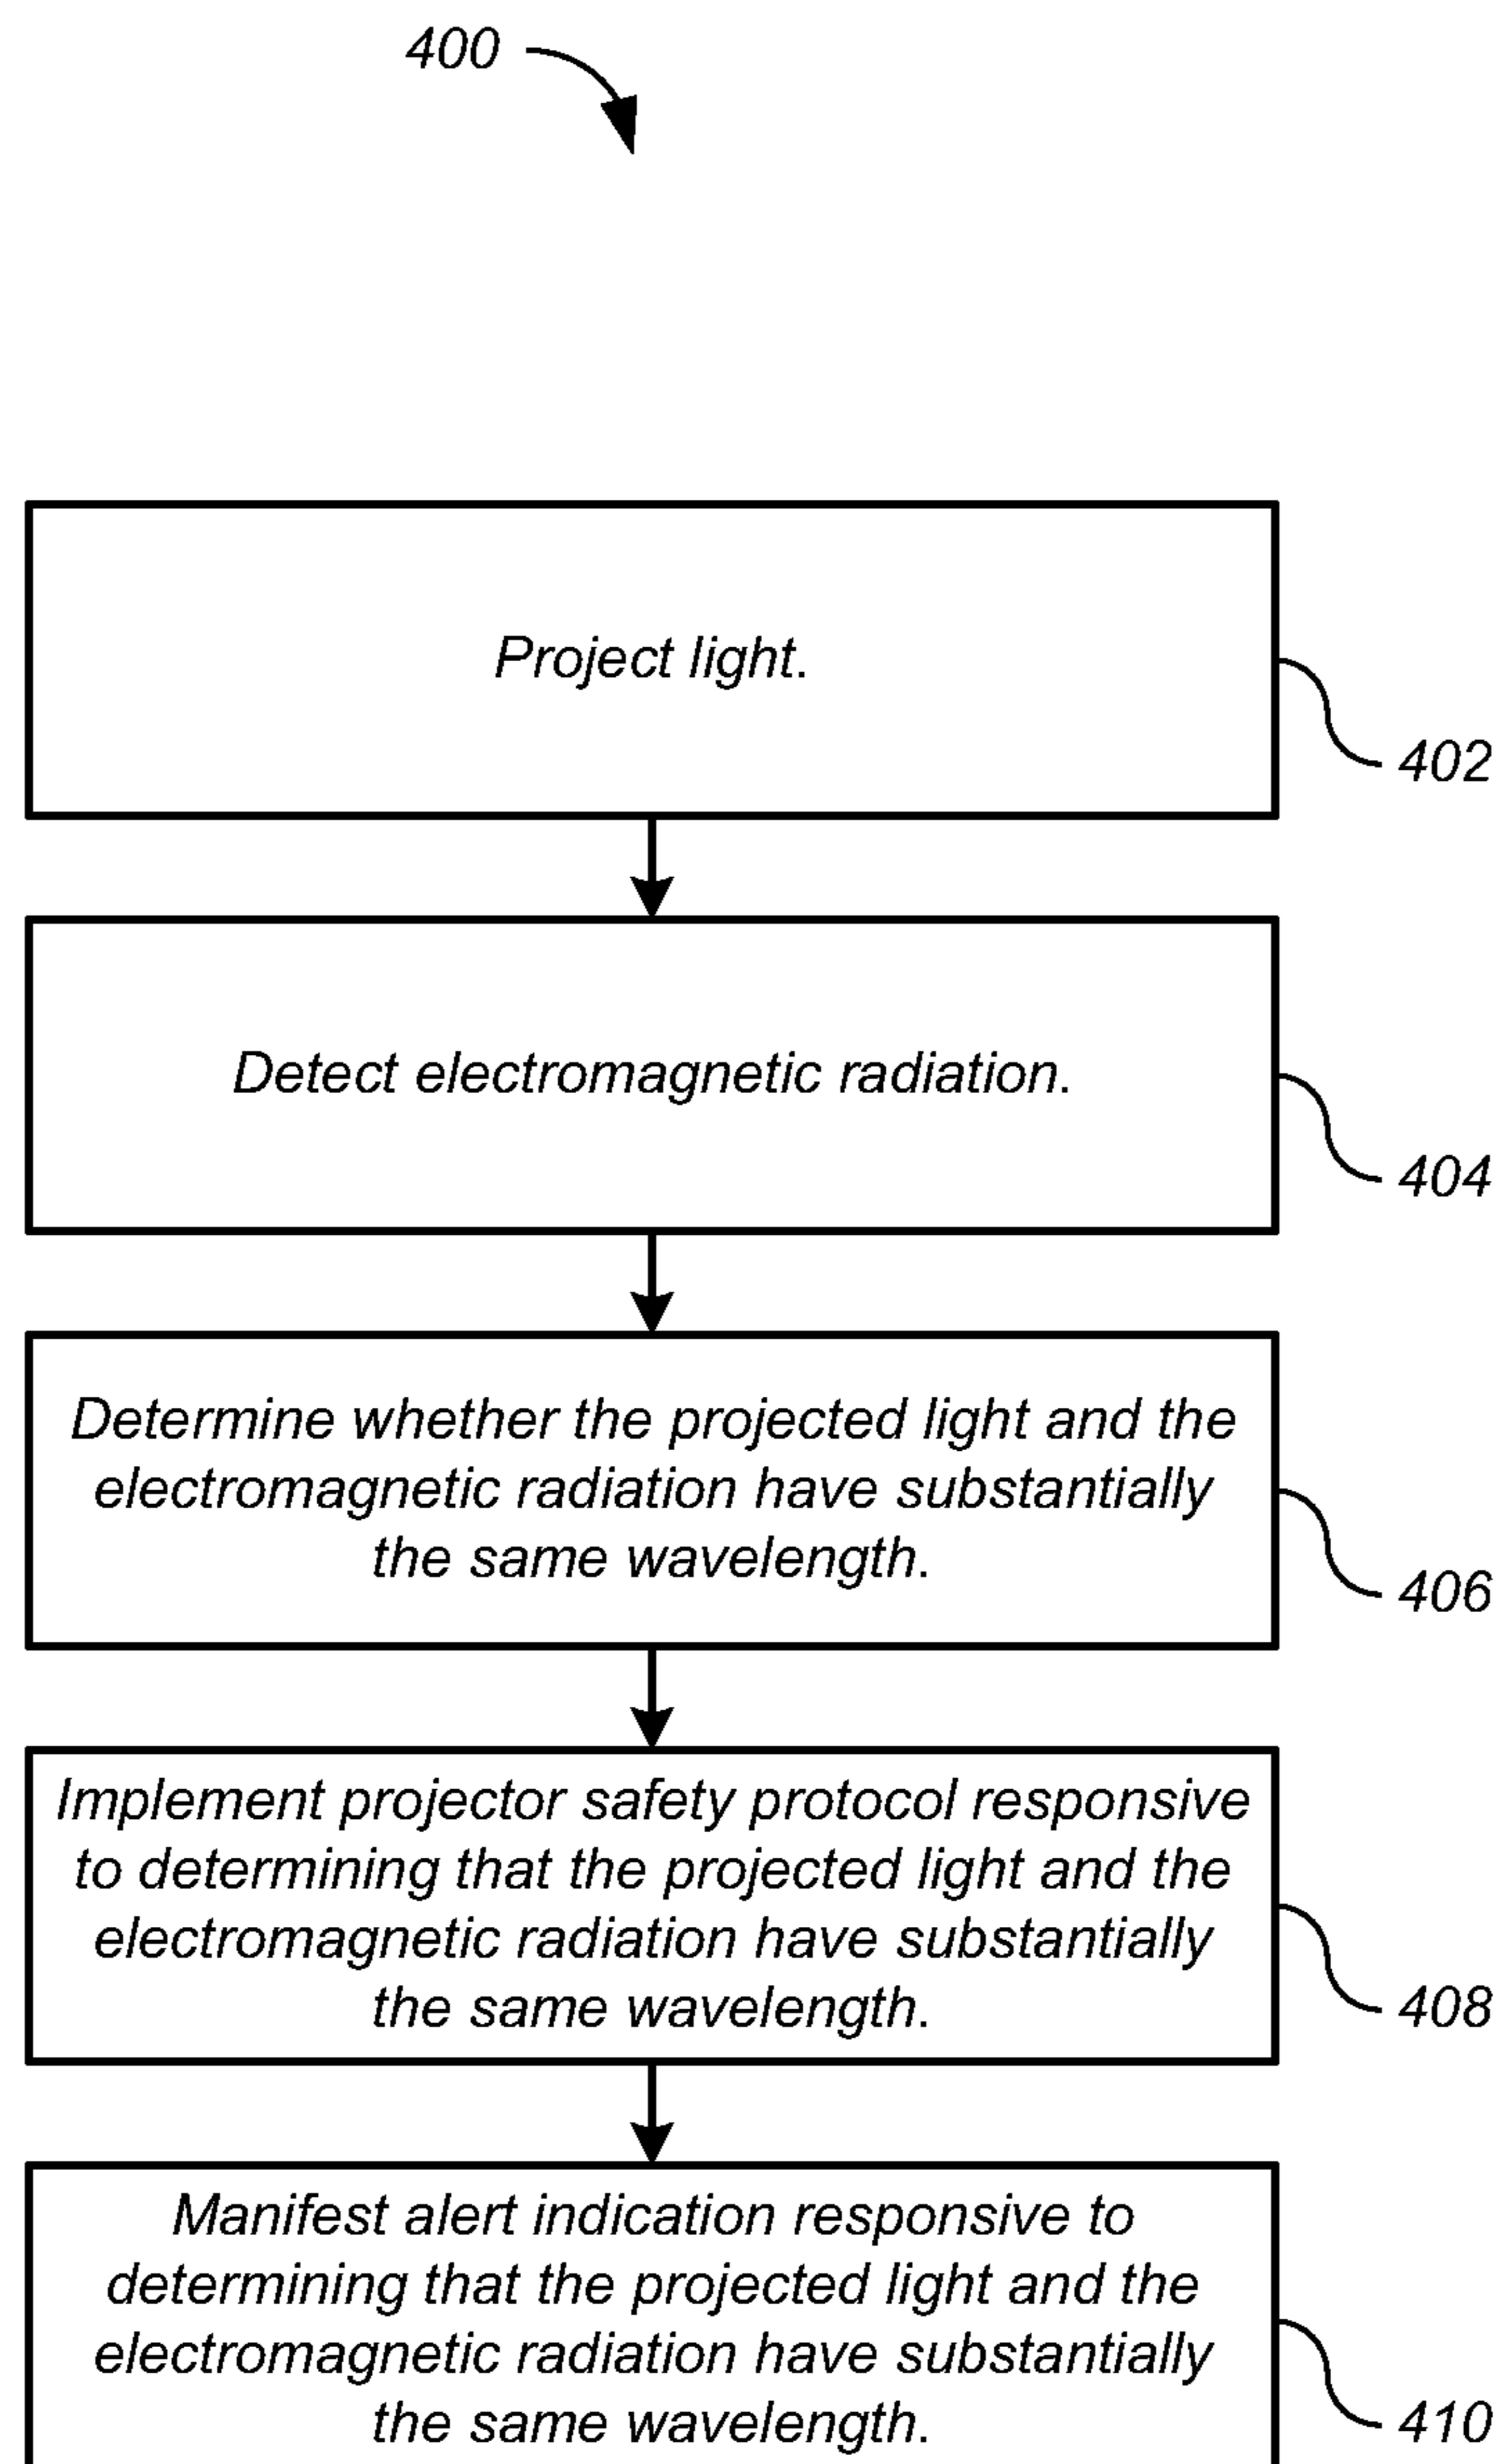 400
Project light.
402
Detect electromagnetic radiation.
404
Determine whether the projected light and the
electromagnetic radiation have substantially
the same wavelength.
406
Implement projector safety protocol responsive
to determining that the projected light and the
electromagnetic radiation have substantially
the same wavelength.
408
Manifest alert indication responsive to
determining that the projected light and the
electromagnetic radiation have substantially
the same wavelength.
410